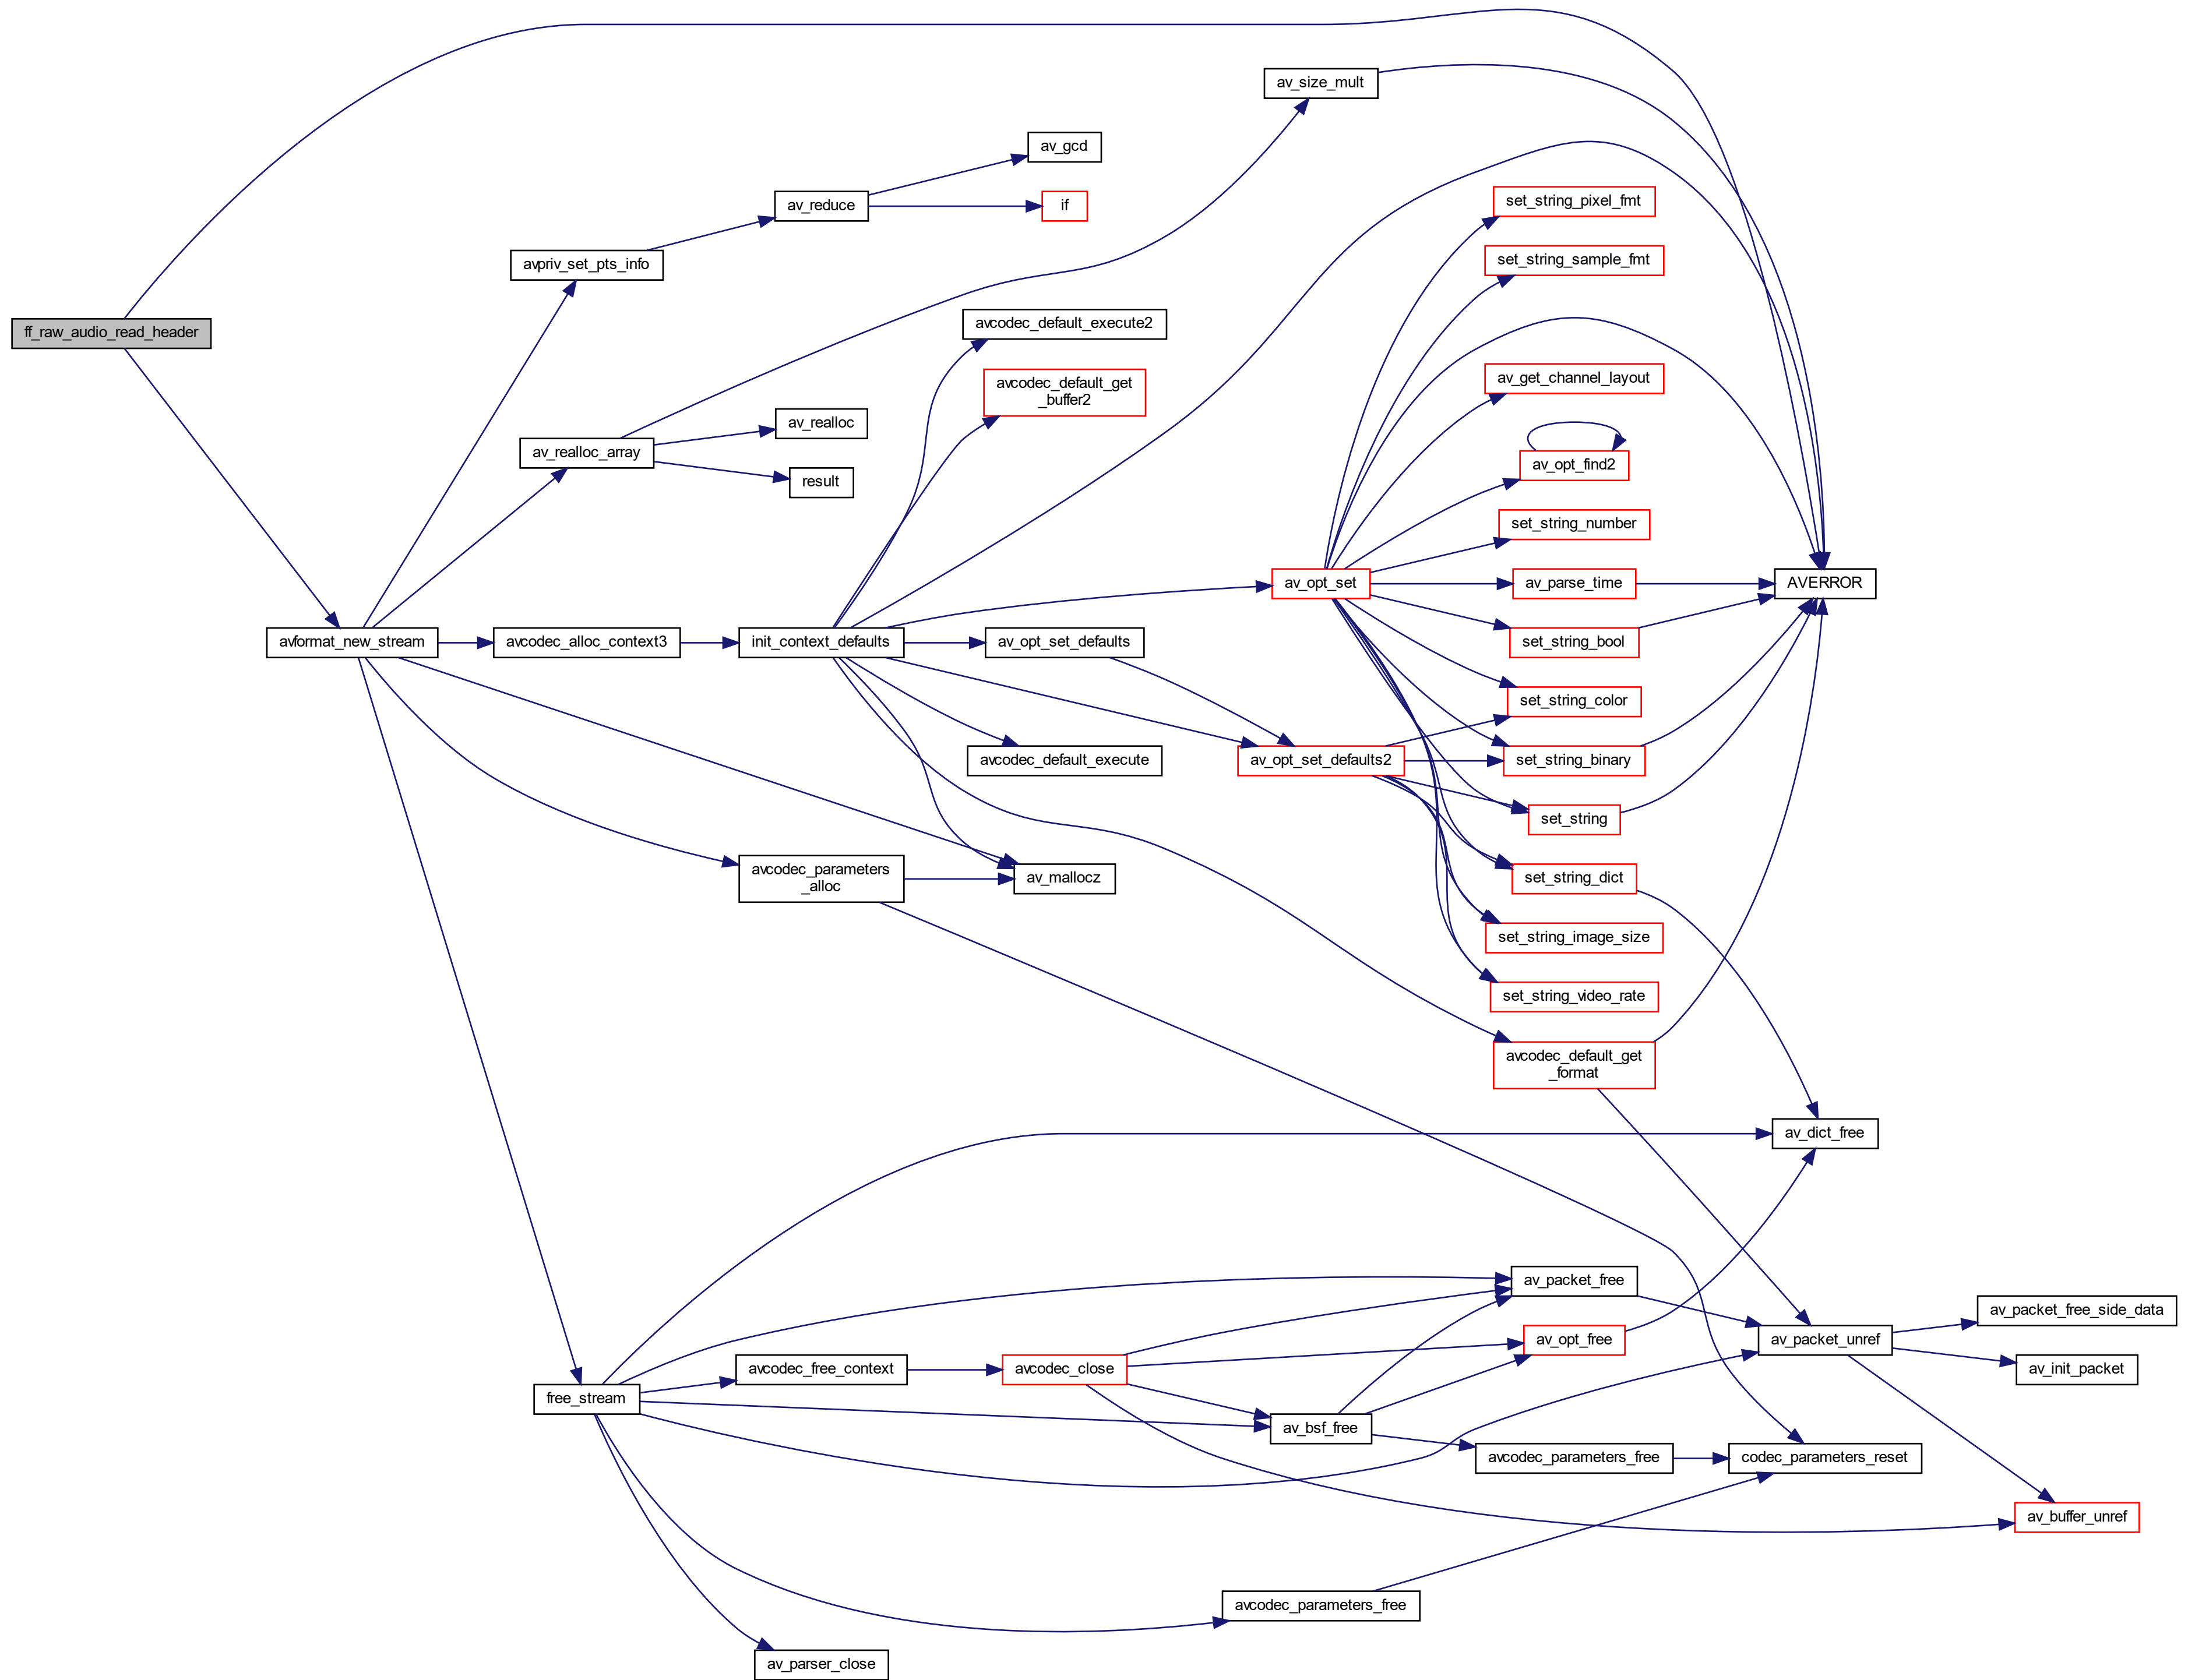 av_size_mult
av_gcd
av_reduce
if
set_string_pixel_fmt
avpriv_set_pts_info
set_string_sample_fmt
ff_raw_audio_read_header
avcodec_default_execute2
avcodec_default_get
_buffer2
av_get_channel_layout
av_realloc
av_realloc_array
av_opt_find2
result
set_string_number
av_opt_set
av_parse_time
AVERROR
avformat_new_stream
avcodec_alloc_context3
init_context_defaults
av_opt_set_defaults
set_string_bool
set_string_color
avcodec_default_execute
av_opt_set_defaults2
set_string_binary
set_string
avcodec_parameters
_alloc
av_mallocz
set_string_dict
set_string_image_size
set_string_video_rate
avcodec_default_get
_format
av_dict_free
av_packet_free
av_packet_free_side_data
av_opt_free
av_packet_unref
avcodec_free_context
avcodec_close
av_init_packet
free_stream
av_bsf_free
avcodec_parameters_free
codec_parameters_reset
av_buffer_unref
avcodec_parameters_free
av_parser_close